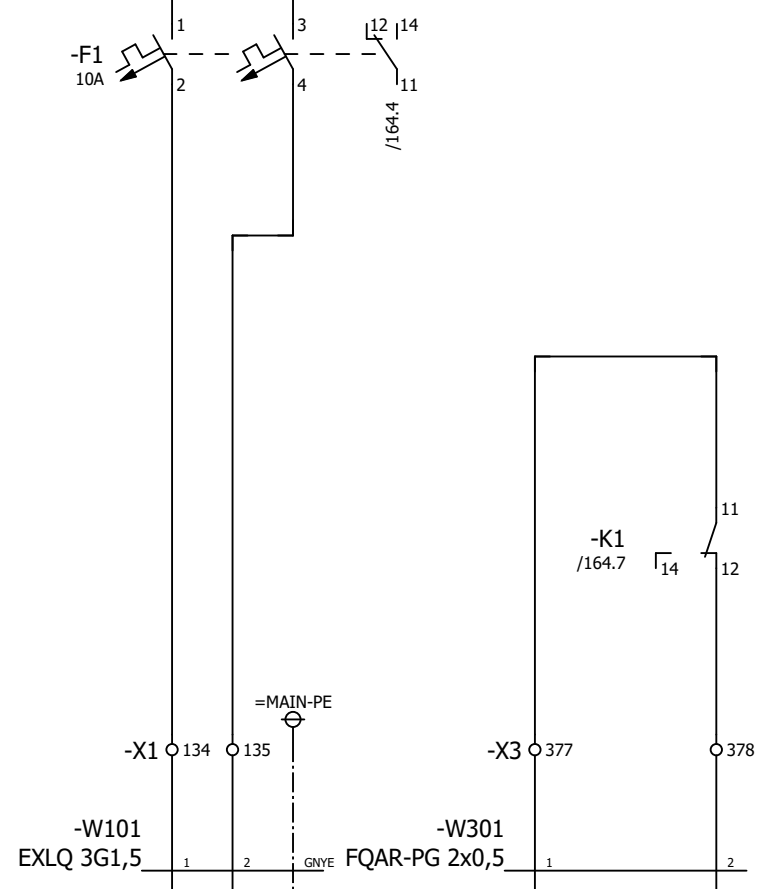 1
3
12
14
-F1
10A
2
4
11
/164.4
11
-K1
/164.7
14
12
=MAIN-PE
-X1
134
135
-X3
377
378
-W101
-W301
EXLQ 3G1,5
1
2
GNYE
FQAR-PG 2x0,5
1
2